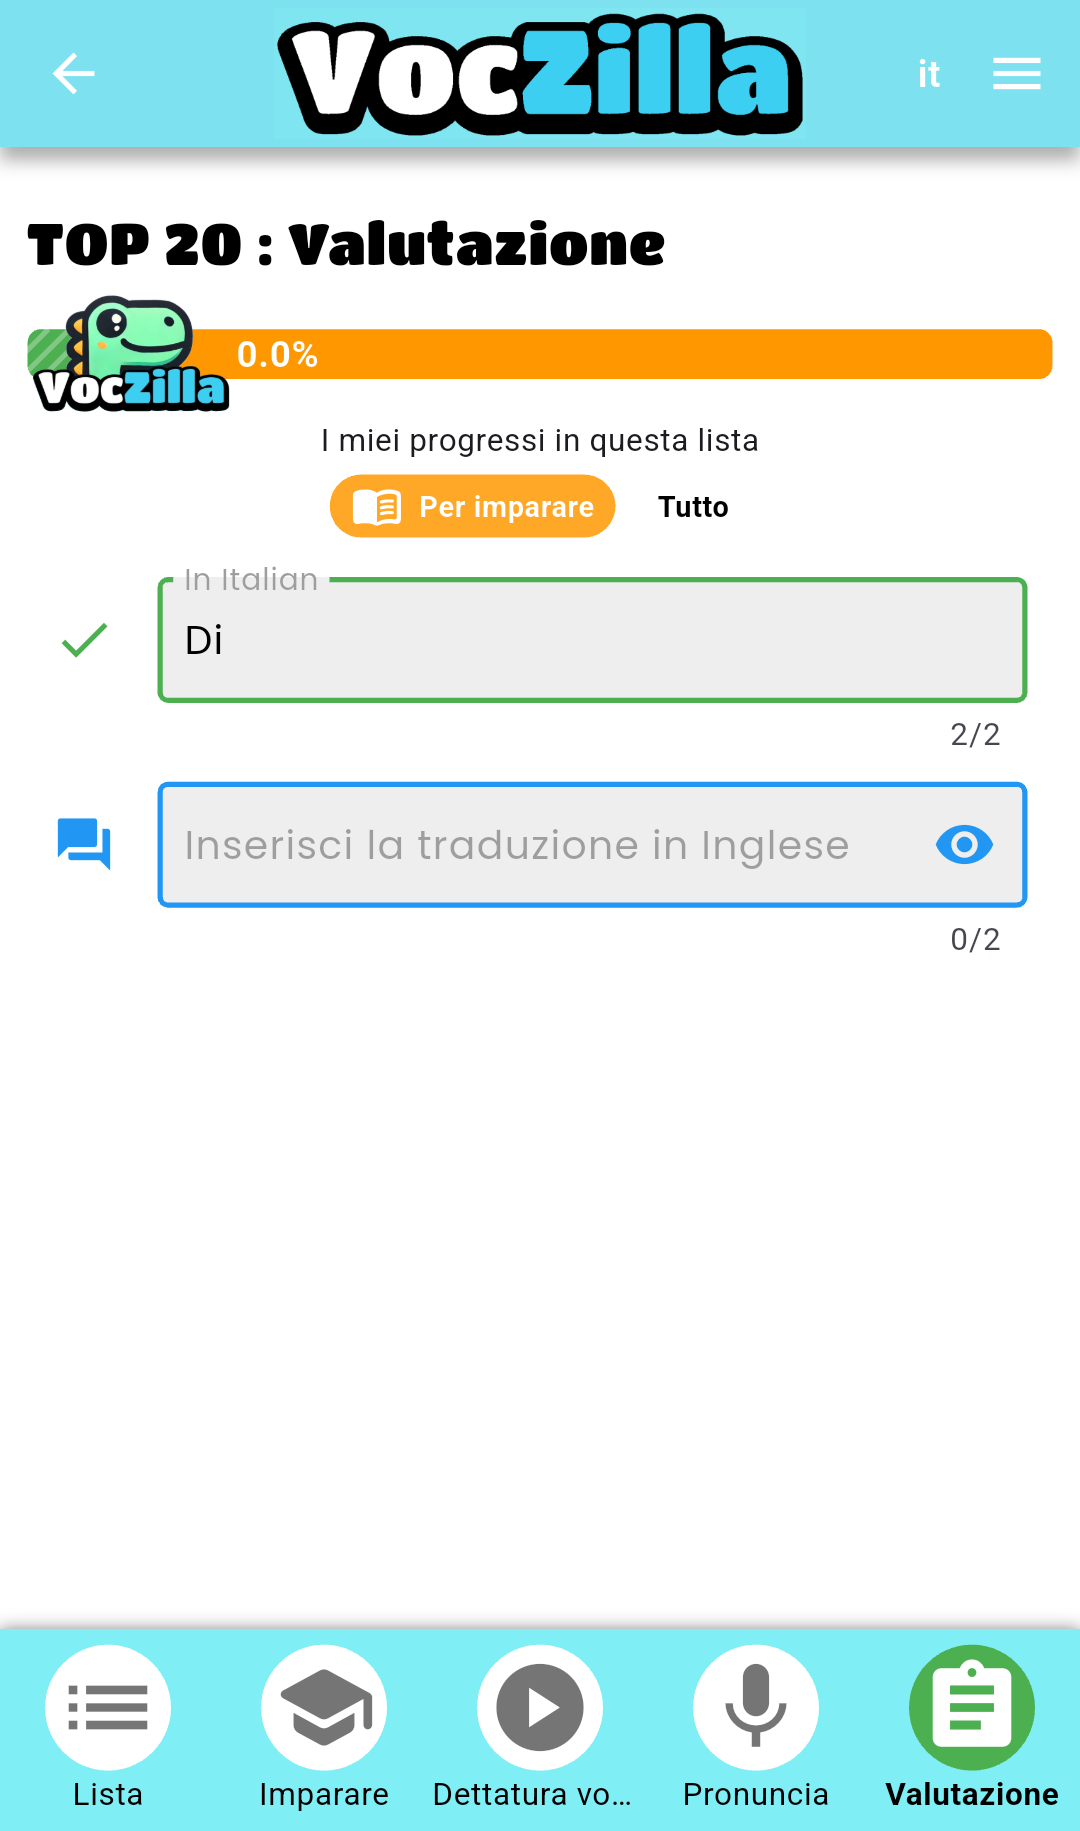 VocZilla
it
TOP 20 : Valutazione
0.0%
VocZilla
I miei progressi in questa lista
Per imparare
Tutto
In Italian
Di
2/2
Inserisci la traduzione in Inglese
0/2
Lista
Imparare
Dettatura vo...
Pronuncia
Valutazione